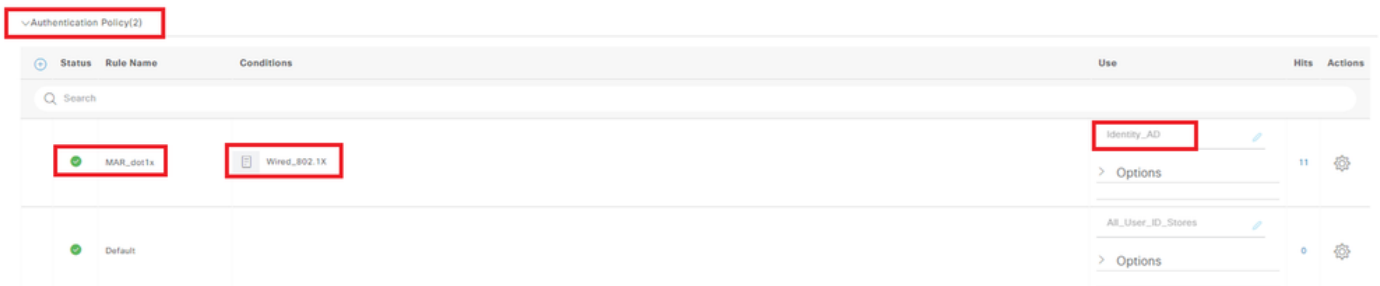 Authentication Policy(2)
Status Rule Name Conditions Use Hits Actions
Search
MAR_dot1x Wired_802.1X Identity_AD 11
Options
Default All_User_ID_Stores 0
Options